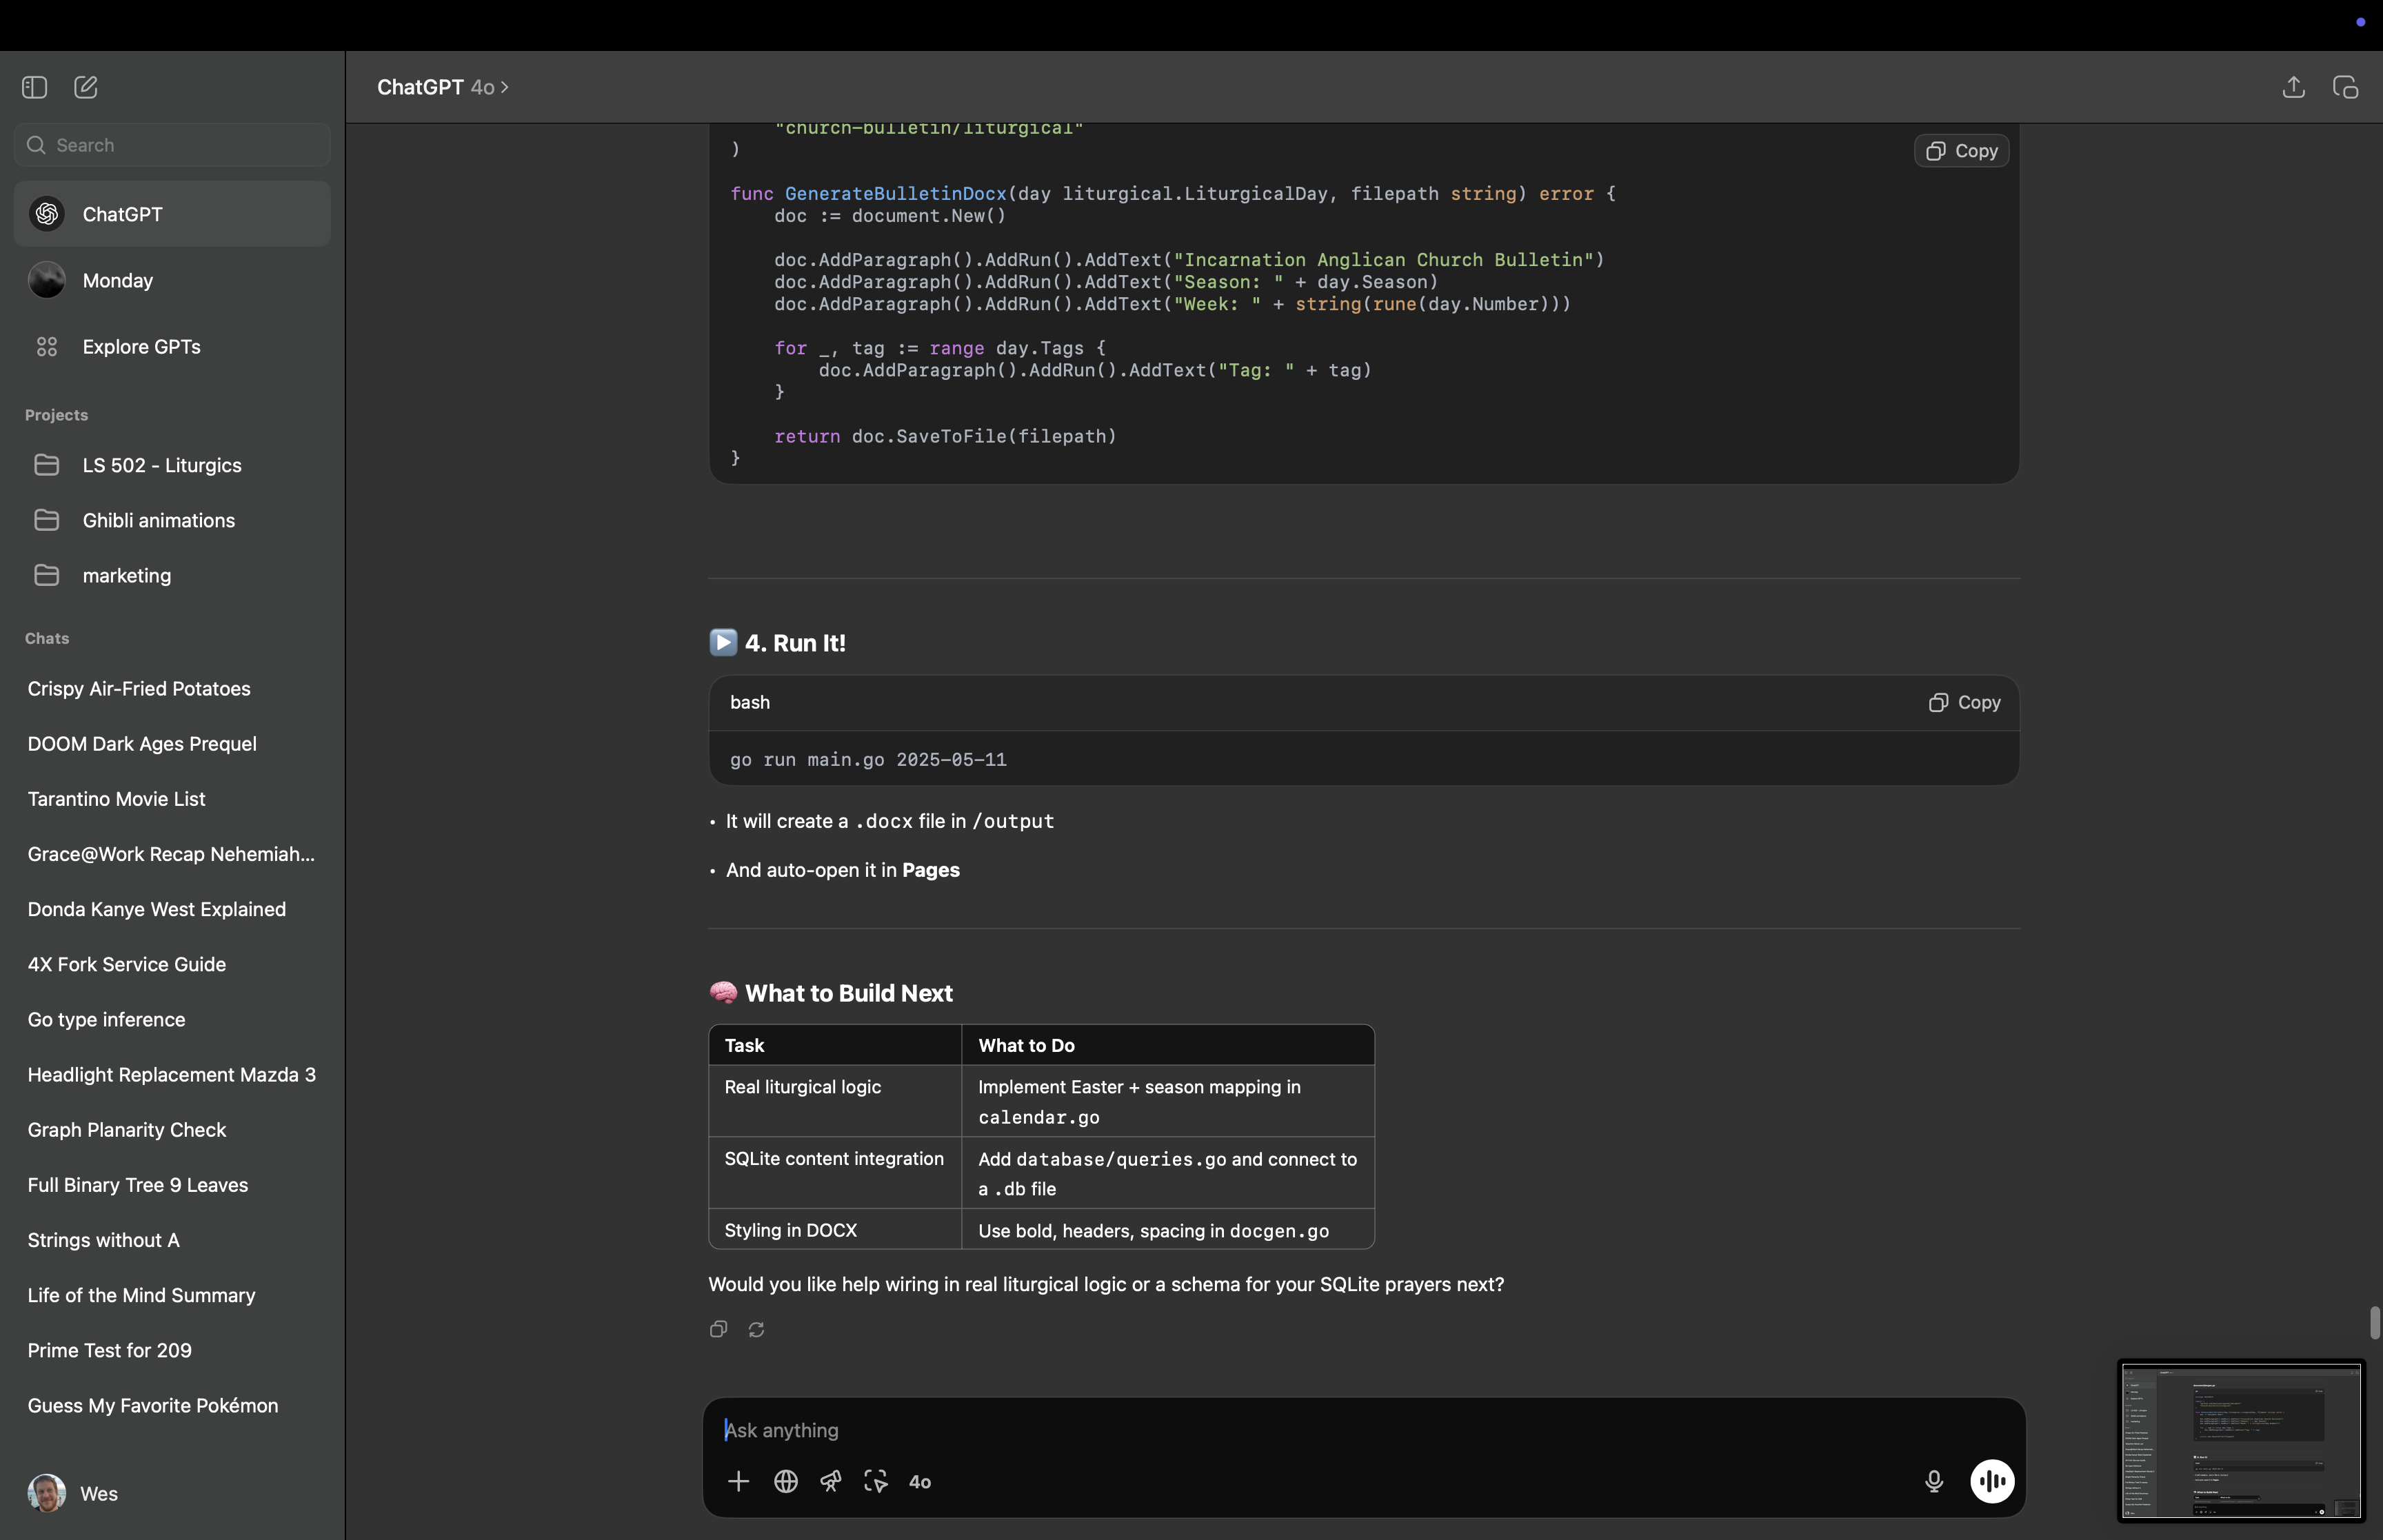 ChatGPT 4o >
Search
ChatGPT
Monday
Explore GPTs
Projects
LS 502 - Liturgics
Ghibli animations
marketing
Chats
Crispy Air-Fried Potatoes
DOOM Dark Ages Prequel
Tarantino Movie List
Grace@Work Recap Nehemiah...
Donda Kanye West Explained
4X Fork Service Guide
Go type inference
Headlight Replacement Mazda 3
Graph Planarity Check
Full Binary Tree 9 Leaves
Strings without A
Life of the Mind Summary
Prime Test for 209
Guess My Favorite Pokémon
Wes
"church-bulletin/liturgical"
)
Copy
func GenerateBulletinDocx(day liturgical.LiturgicalDay, filepath string) error {
    doc := document.New()
    doc.AddParagraph().AddRun().AddText("Incarnation Anglican Church Bulletin")
    doc.AddParagraph().AddRun().AddText("Season: " + day.Season)
    doc.AddParagraph().AddRun().AddText("Week: " + string(rune(day.Number)))
    for _, tag := range day.Tags {
        doc.AddParagraph().AddRun().AddText("Tag: " + tag)
    }
    return doc.SaveToFile(filepath)
}
4. Run It!
bash
Copy
go run main.go 2025-05-11
• It will create a .docx file in /output
• And auto-open it in Pages
What to Build Next
Task What to Do
Real liturgical logic Implement Easter + season mapping in
calendar.go
SQLite content integration Add database/queries.go and connect to
a .db file
Styling in DOCX Use bold, headers, spacing in docgen.go
Would you like help wiring in real liturgical logic or a schema for your SQLite prayers next?
Ask anything
4o